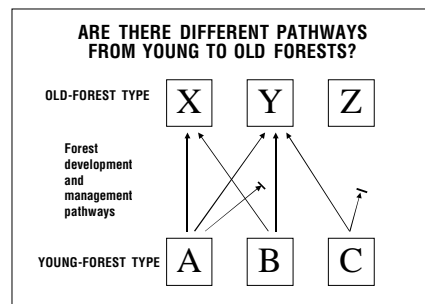 ARE THERE DIFFERENT PATHWAYS
FROM YOUNG TO OLD FORESTS?
OLD-FOREST TYPE X Y Z
Forest
development
and
management
pathways
YOUNG-FOREST TYPE A B C